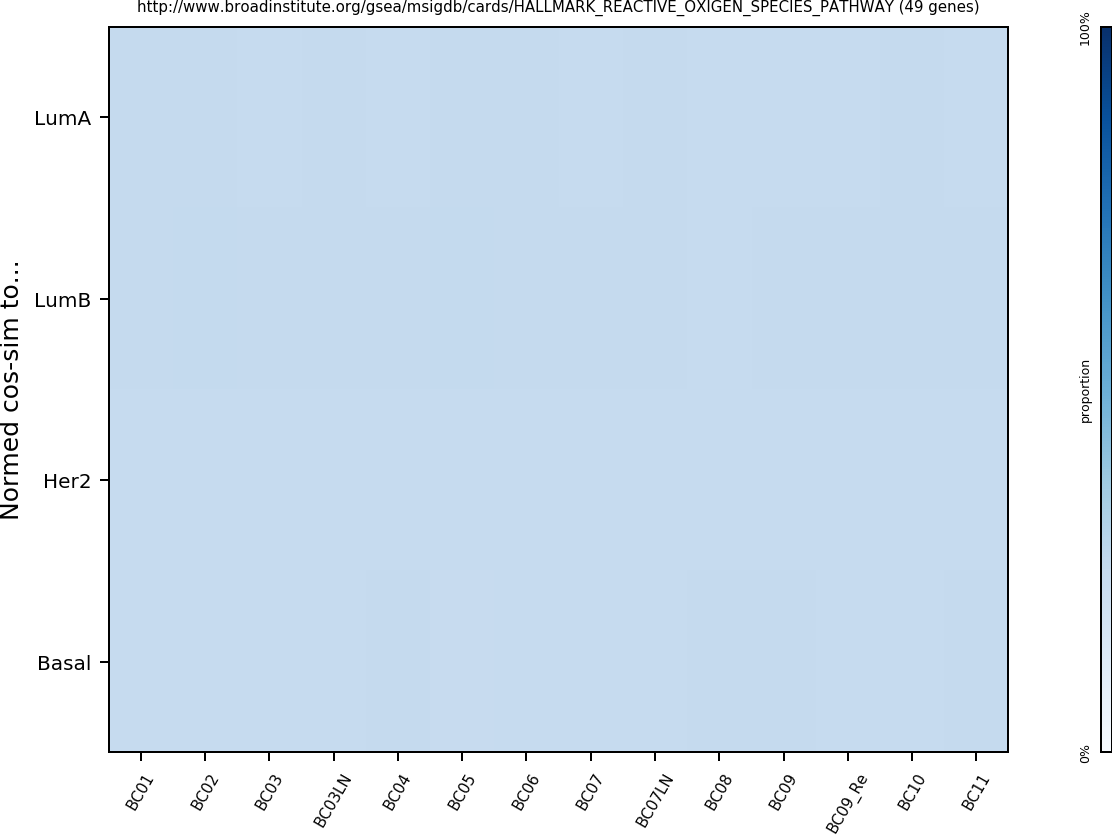 http://www.broadinstitute.org/gsea/msigdb/cards/HALLMARK_REACTIVE_OXIGEN_SPECIES_PATHWAY (49 genes)
Normed cos-sim to...
LumA
LumB
Her2
Basal
BC01
BC02
BC03
BC03LN
BC04
BC05
BC06
BC07
BC07LN
BC08
BC09
BC09_Re
BC10
BC11
100%
proportion
0%